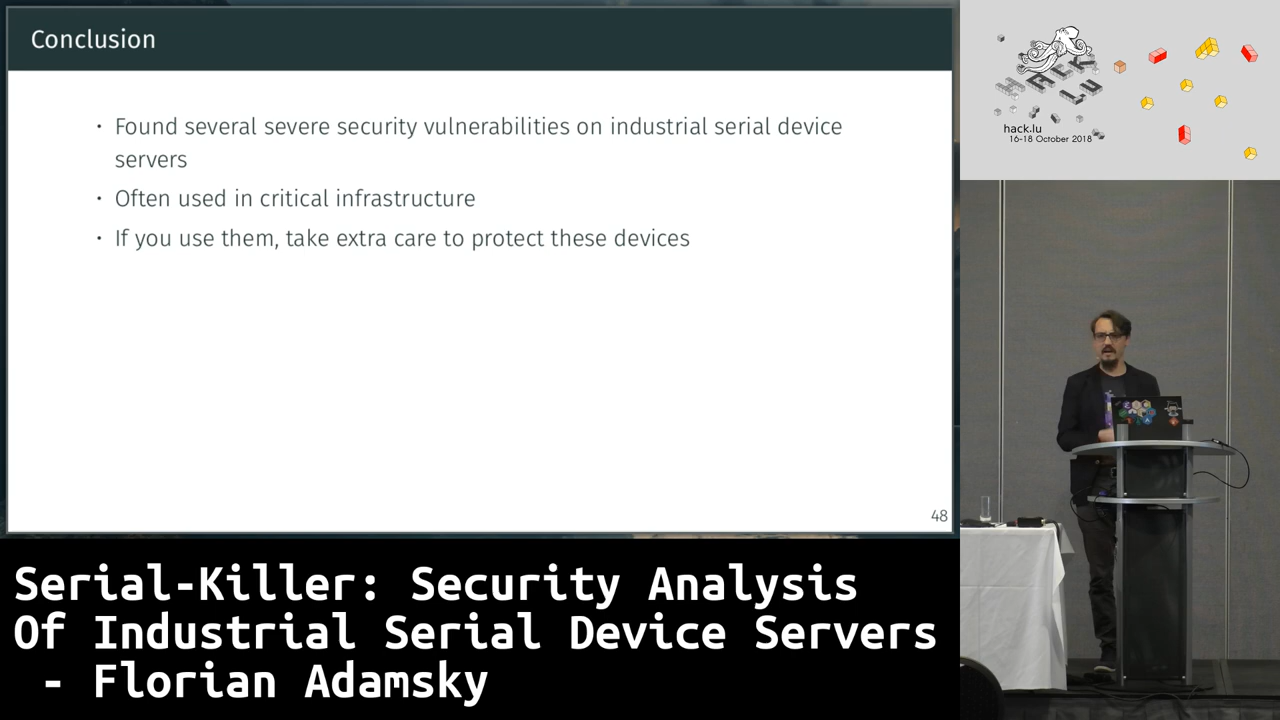 Conclusion
• Found several severe security vulnerabilities on industrial serial device
servers
• Often used in critical infrastructure
• If you use them, take extra care to protect these devices
48
HACK
LU
hack.lu
16-18 October 2018
Serial-Killer: Security Analysis
Of Industrial Serial Device Servers
- Florian Adamsky